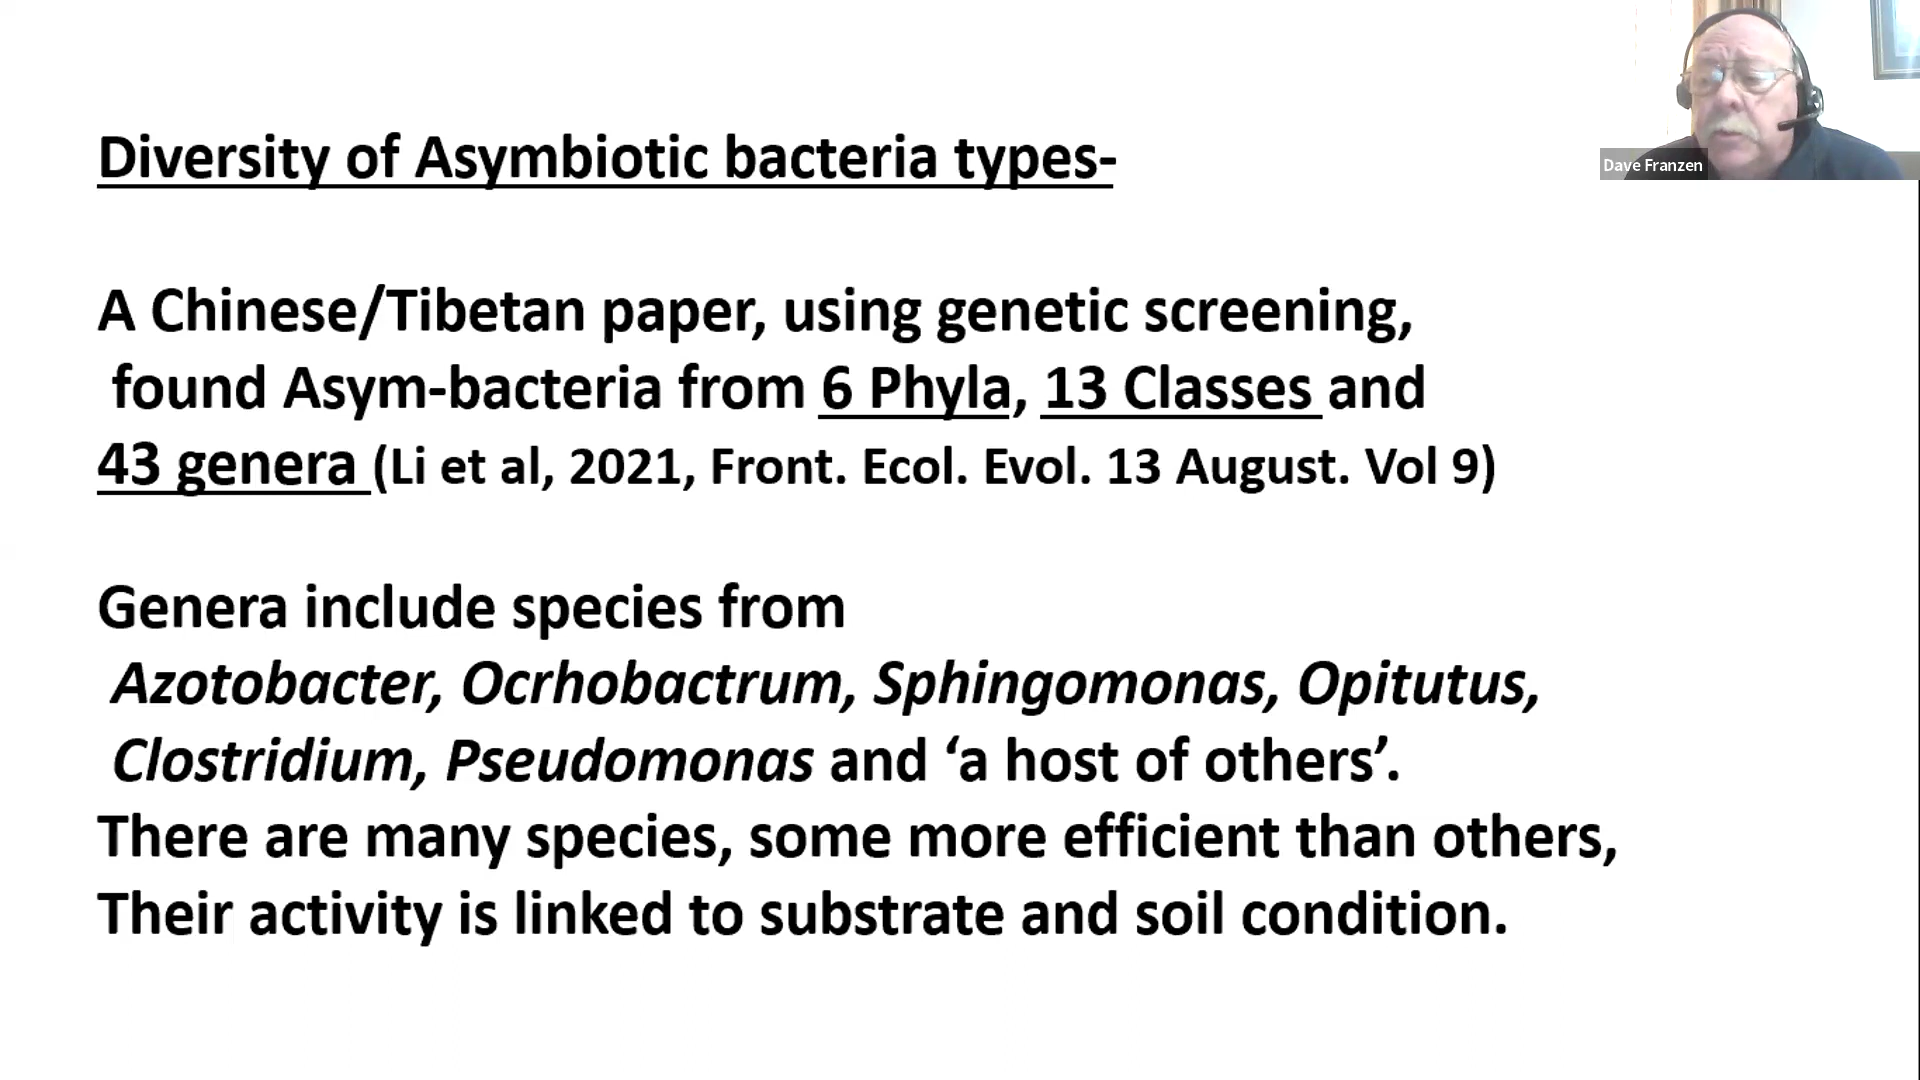 Diversity of Asymbiotic bacteria types-
Dave Franzen
A Chinese/Tibetan paper, using genetic screening,
found Asym-bacteria from 6 Phyla, 13 Classes and
43 genera (Li et al, 2021, Front. Ecol. Evol. 13 August. Vol 9)
Genera include species from
Azotobacter, Ocrhobactrum, Sphingomonas, Opitutus,
Clostridium, Pseudomonas and ‘a host of others’.
There are many species, some more efficient than others,
Their activity is linked to substrate and soil condition.